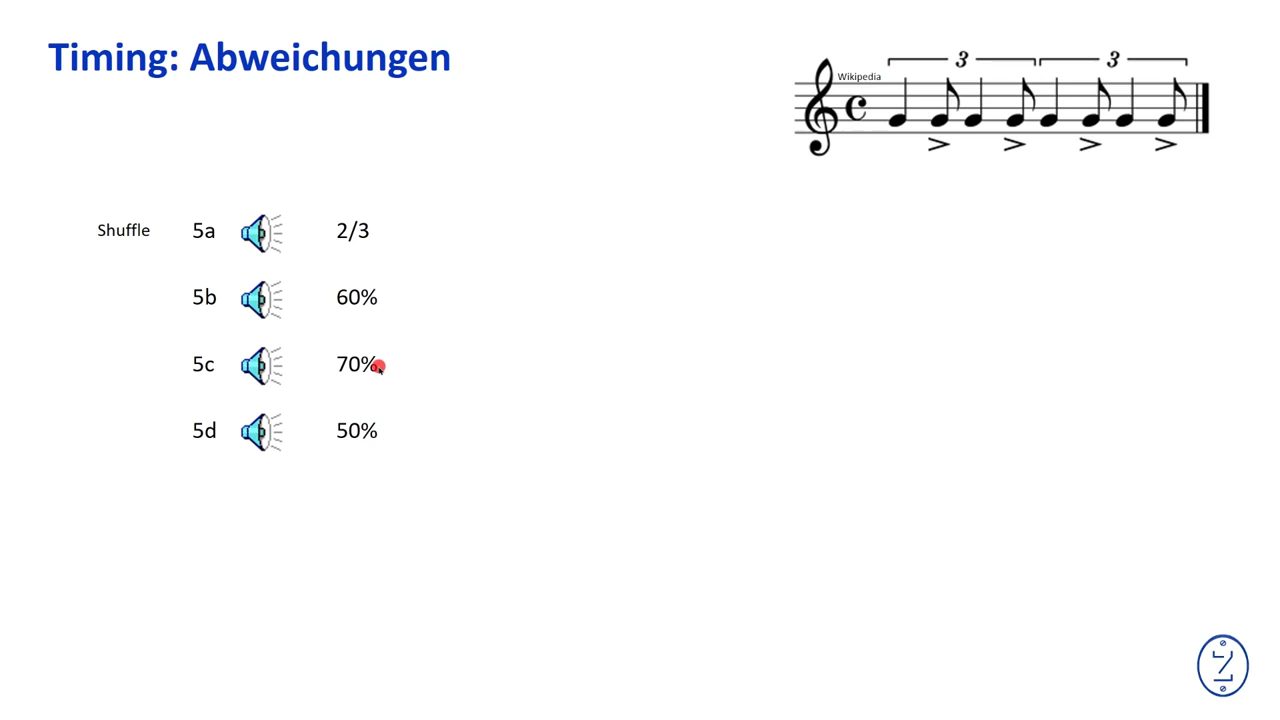 Timing: Abweichungen
3 3
Wikipedia
Shuffle 5a 2/3
5b 60%
5c 70%
5d 50%